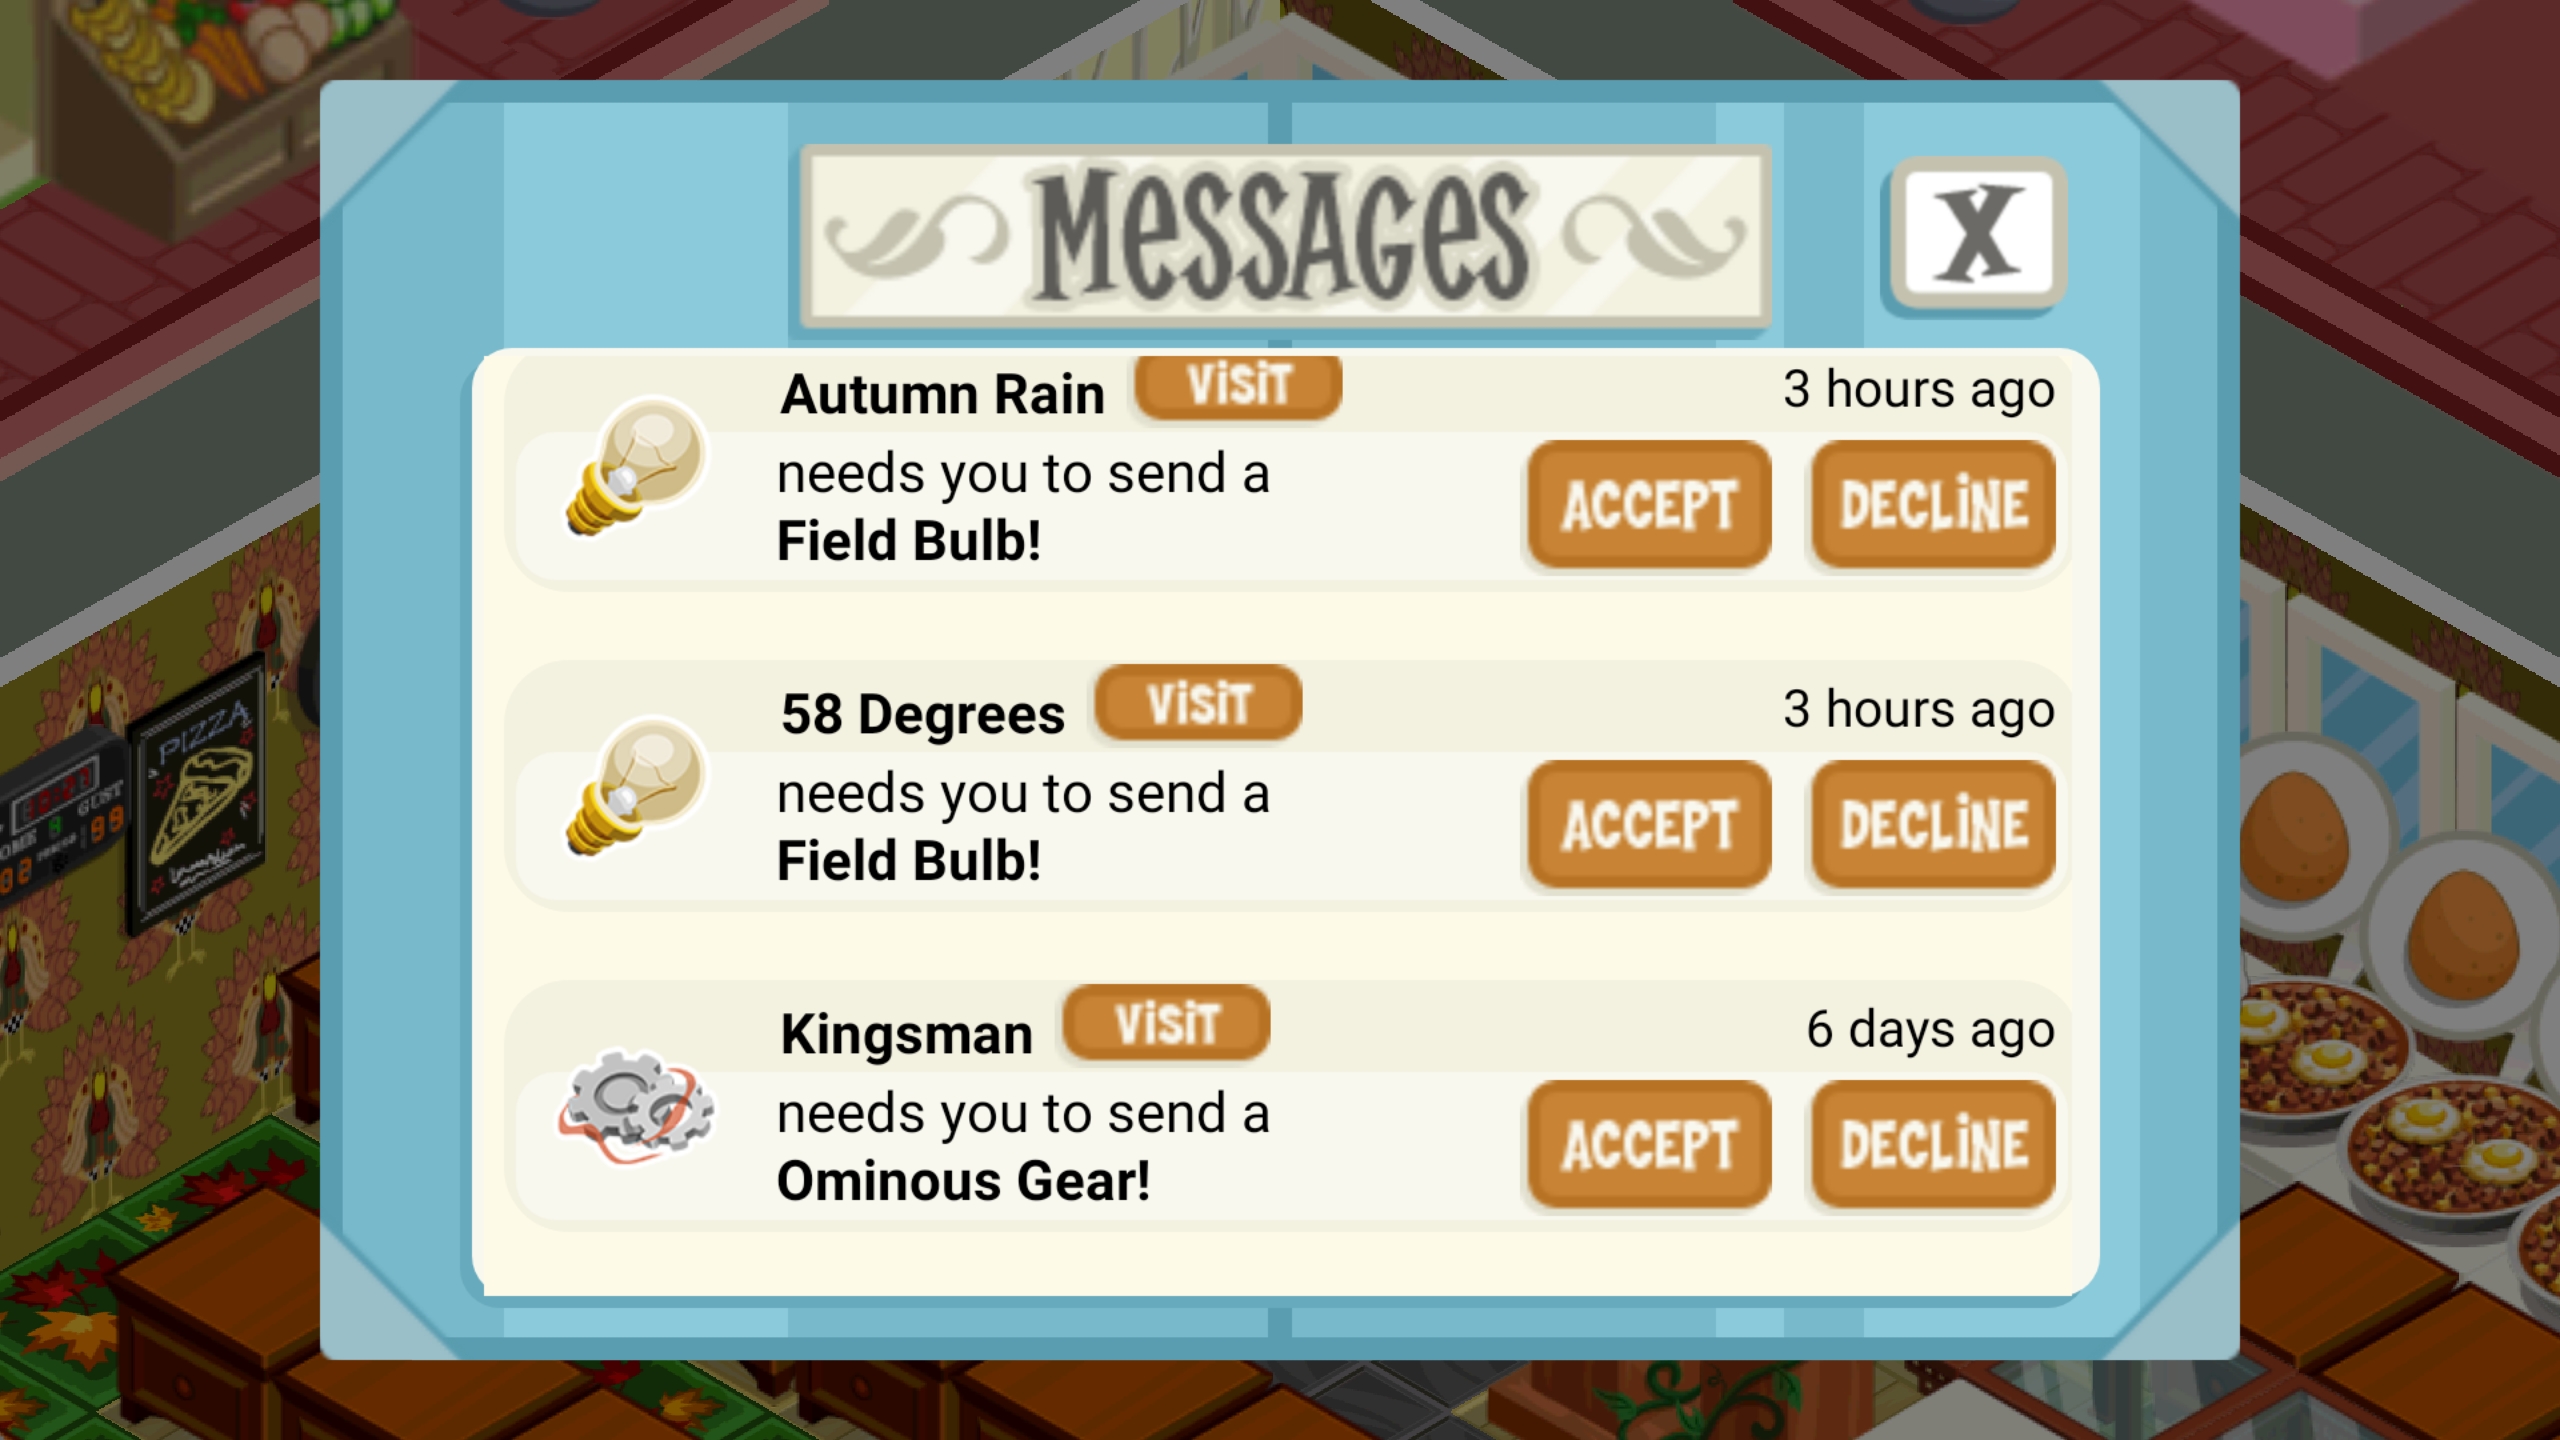 MESSAGES
X
Autumn Rain VISIT 3 hours ago
needs you to send a
Field Bulb!
ACCEPT DECLINE
58 Degrees VISIT 3 hours ago
needs you to send a
Field Bulb!
ACCEPT DECLINE
Kingsman VISIT 6 days ago
needs you to send a
Ominous Gear!
ACCEPT DECLINE
PIZZA
GUST
99